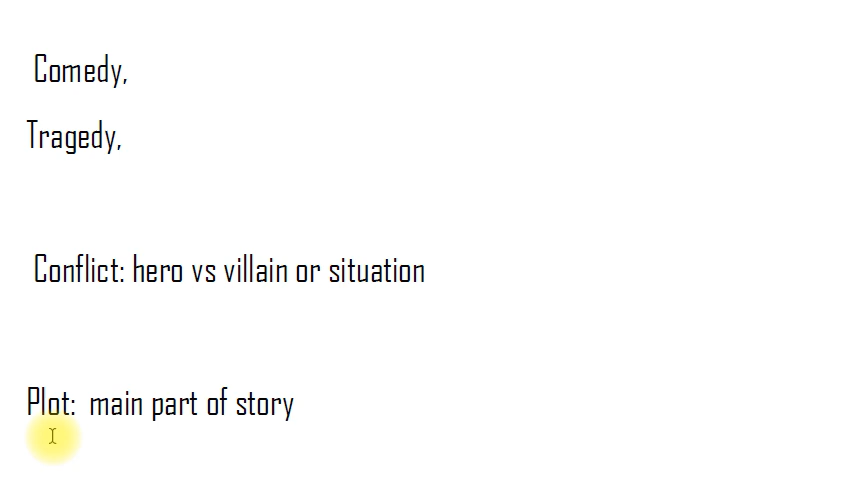 Comedy,
Tragedy,
Conflict: hero vs villain or situation
Plot: main part of story